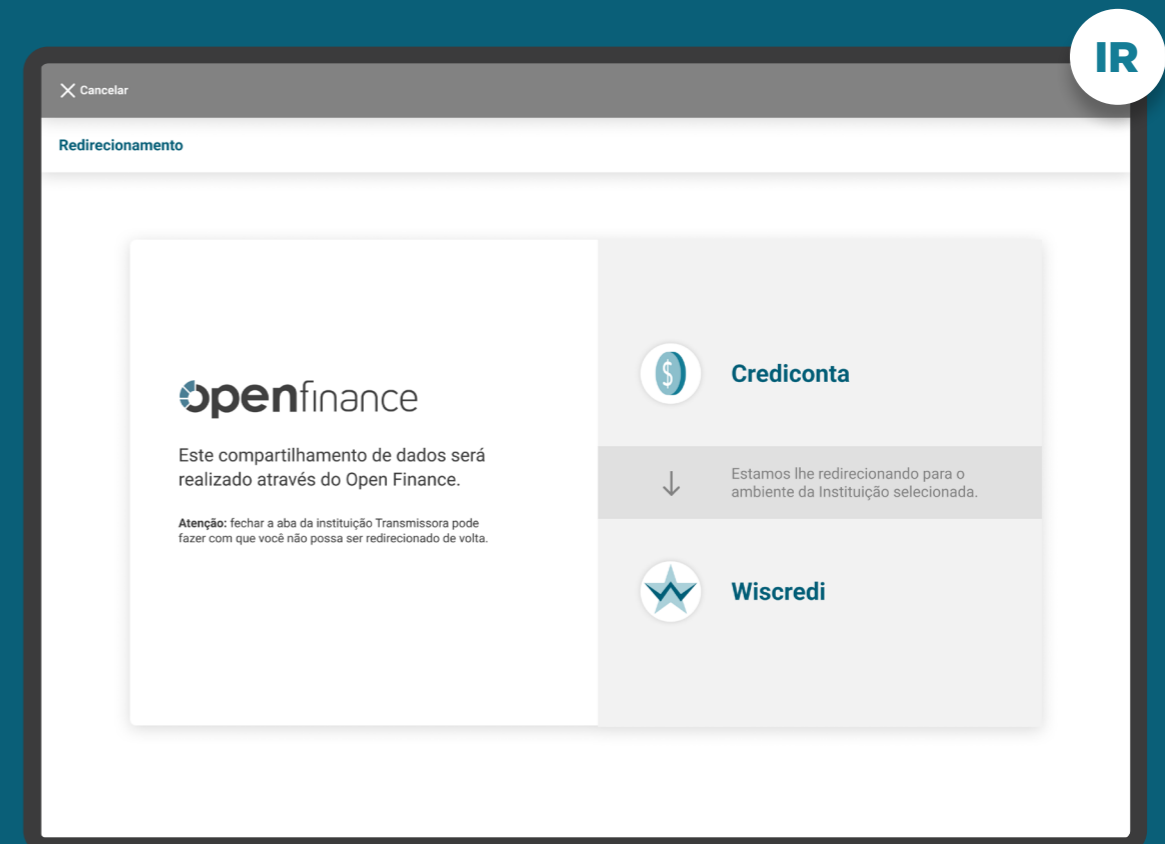 IR
Cancelar
Redirecionamento
openfinance
Este compartilhamento de dados será
realizado através do Open Finance.
Atenção: fechar a aba da instituição Transmissora pode
fazer com que você não possa ser redirecionado de volta.
$
Crediconta
Estamos lhe redirecionando para o
ambiente da Instituição selecionada.
Wiscredi